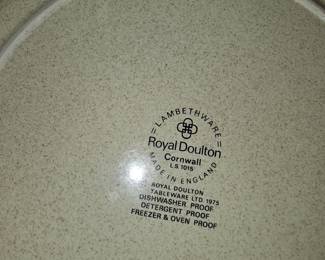 = LAMBETHWARE =
Royal Doulton
Cornwall
L.S. 1015
MADE IN ENGLAND
ROYAL DOULTON
TABLEWARE LTD 1975
DISHWASHER PROOF
DETERGENT PROOF
FREEZER & OVEN PROOF